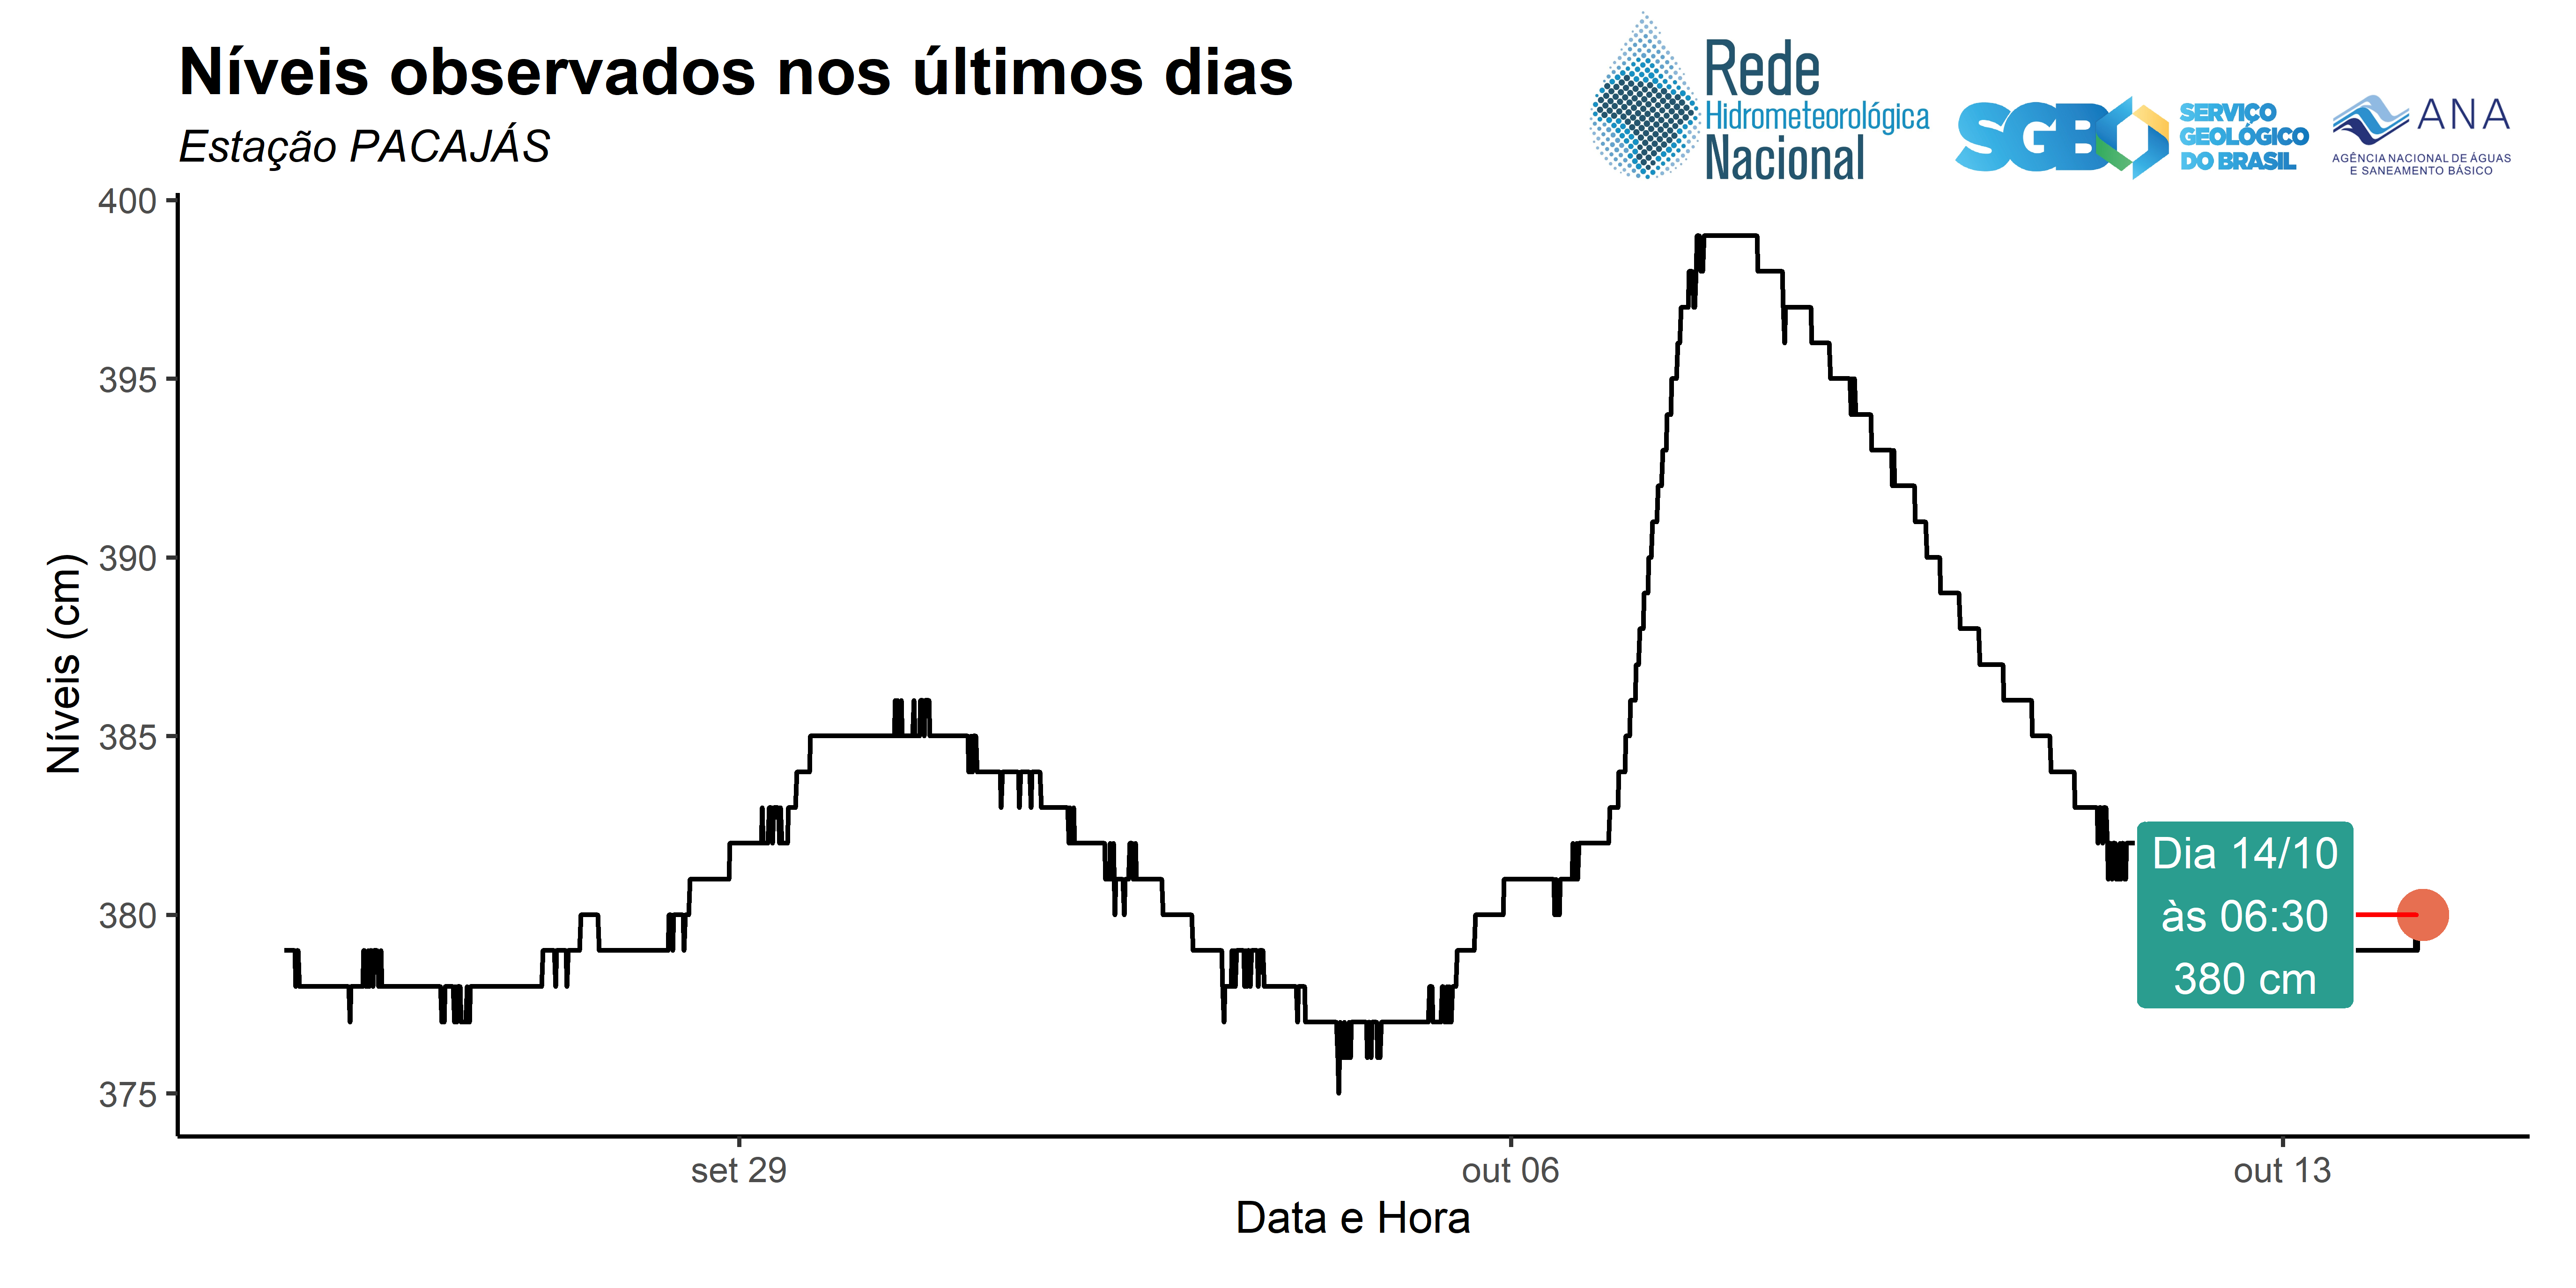 Níveis observados nos últimos dias
Estação PACAJÁS
Rede
Hidrometeorológica
Nacional
SGB
SERVIÇO
GEOLÓGICO
DO BRASIL
ANA
AGÊNCIA NACIONAL DE ÁGUAS
E SANEAMENTO BÁSICO
Níveis (cm)
400
395
390
385
380
375
Dia 14/10
às 06:30
380 cm
set 29
out 06
out 13
Data e Hora